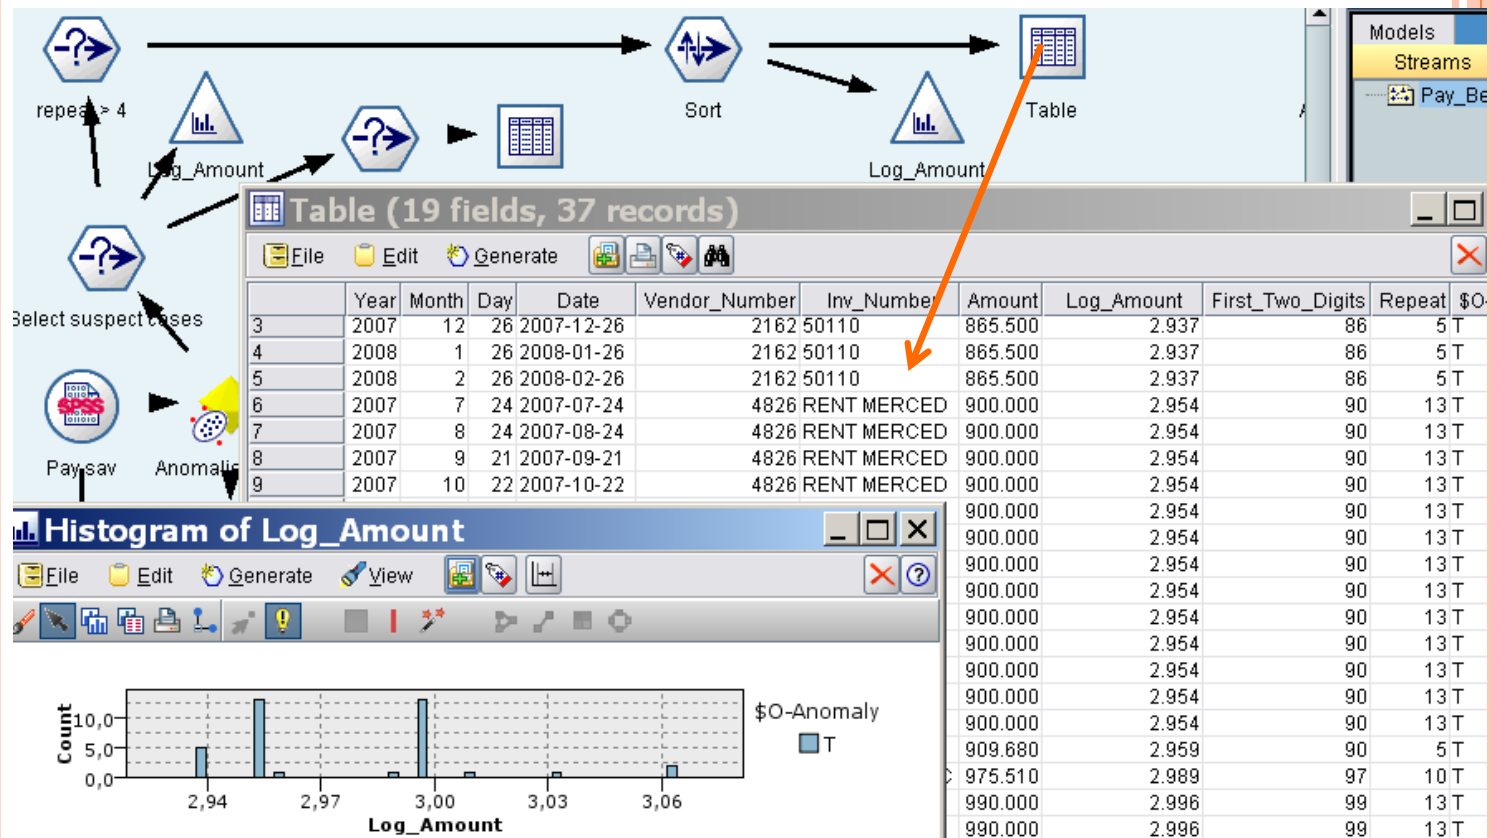 Models
Streams
Pay_Be
repeat > 4
Log_Amount
Sort
Log_Amount
Table
Select suspect cases
SPSS
Pay.sav
Table (19 fields, 37 records)
File Edit Generate
Year Month Day Date Vendor_Number Inv_Number Amount Log_Amount First_Two_Digits Repeat $O-
3 2007 12 26 2007-12-26 2162 50110 865.500 2.937 86 5 T
4 2008 1 26 2008-01-26 2162 50110 865.500 2.937 86 5 T
5 2008 2 26 2008-02-26 2162 50110 865.500 2.937 86 5 T
6 2007 7 24 2007-07-24 4826 RENT MERCED 900.000 2.954 90 13 T
7 2007 8 24 2007-08-24 4826 RENT MERCED 900.000 2.954 90 13 T
8 2007 9 21 2007-09-21 4826 RENT MERCED 900.000 2.954 90 13 T
9 2007 10 22 2007-10-22 4826 RENT MERCED 900.000 2.954 90 13 T
900.000 2.954 90 13 T
900.000 2.954 90 13 T
900.000 2.954 90 13 T
900.000 2.954 90 13 T
900.000 2.954 90 13 T
900.000 2.954 90 13 T
900.000 2.954 90 13 T
900.000 2.954 90 13 T
900.000 2.954 90 13 T
909.680 2.959 90 5 T
975.510 2.989 97 10 T
990.000 2.996 99 13 T
990.000 2.996 99 13 T
Histogram of Log_Amount
File Edit Generate View
Count
10,0
5,0
0,0
2,94 2,97 3,00 3,03 3,06
Log_Amount
$O-Anomaly
T